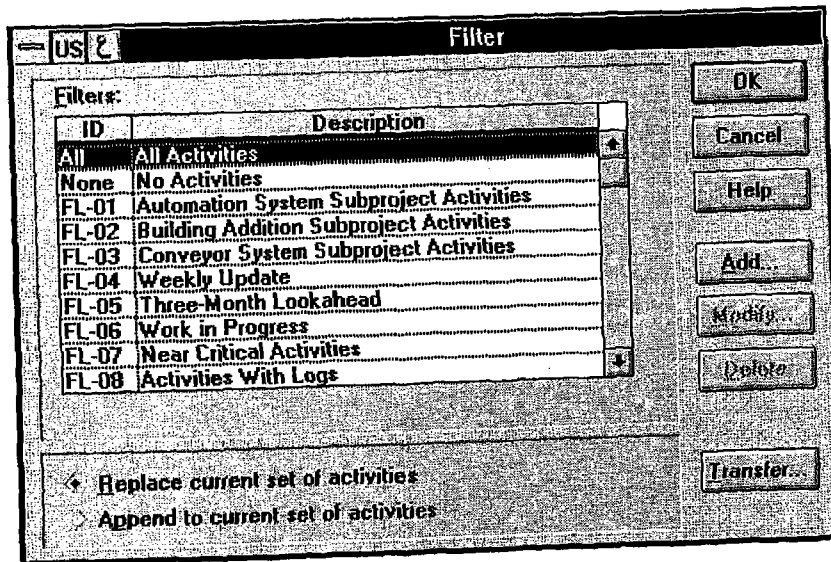 US ع Filter
Filters:
ID Description
All All Activities
None No Activities
FL-01 Automation System Subproject Activities
FL-02 Building Addition Subproject Activities
FL-03 Conveyor System Subproject Activities
FL-04 Weekly Update
FL-05 Three-Month Lookahead
FL-06 Work in Progress
FL-07 Near Critical Activities
FL-08 Activities With Logs
Replace current set of activities
Append to current set of activities
OK
Cancel
Help
Add...
Modify...
Delete
Transfer...